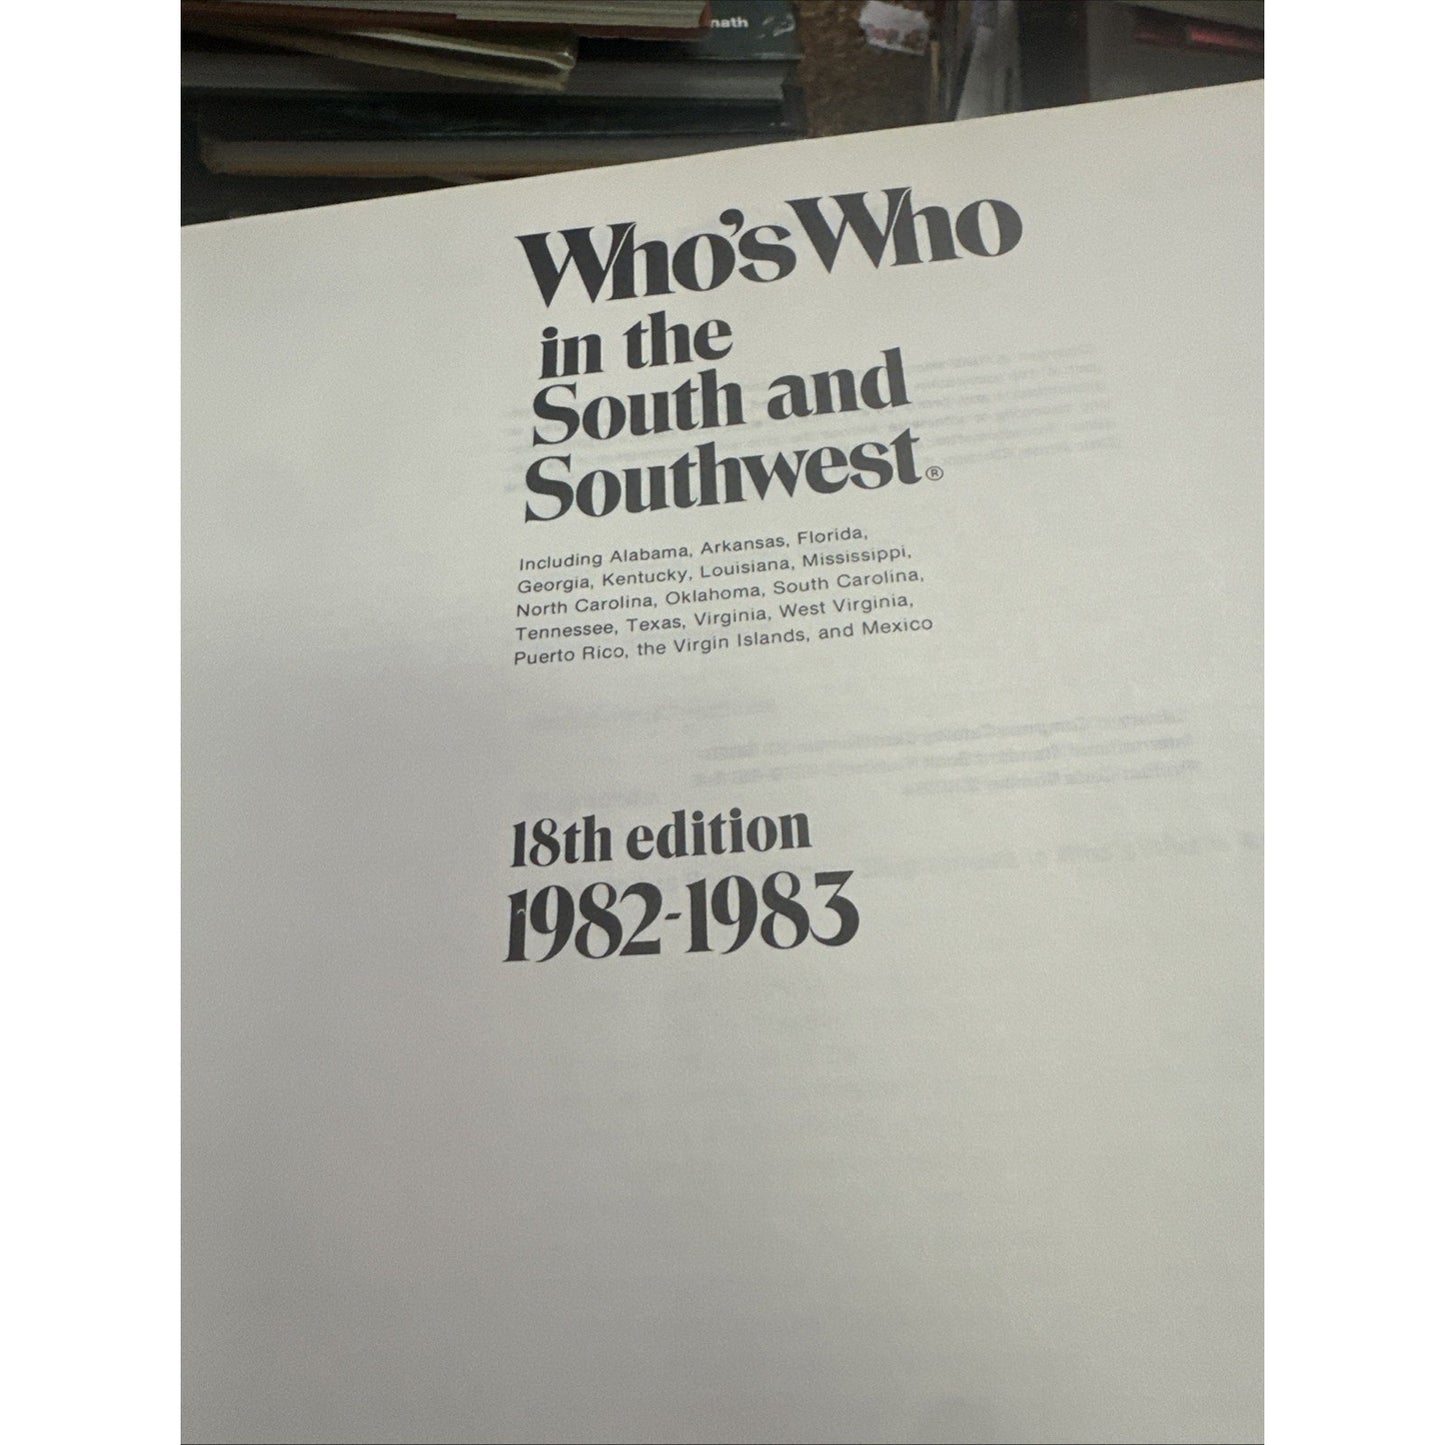 Who's Who
in the
South and
Southwest®
Including Alabama, Arkansas, Florida,
Georgia, Kentucky, Louisiana, Mississippi,
North Carolina, Oklahoma, South Carolina,
Tennessee, Texas, Virginia, West Virginia,
Puerto Rico, the Virgin Islands, and Mexico
18th edition
1982-1983